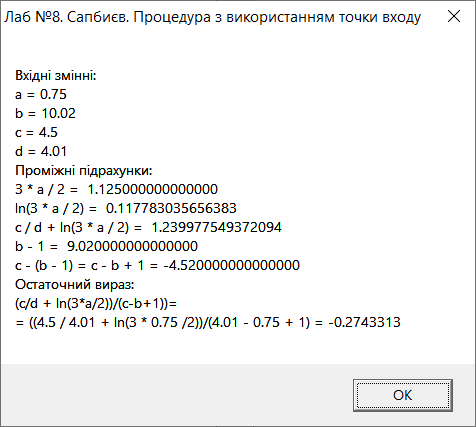 Лаб №8. Сапбиєв. Процедура з використанням точки входу
Вхідні змінні:
a = 0.75
b = 10.02
c = 4.5
d = 4.01
Проміжні підрахунки:
3 * a / 2 = 1.125000000000000
ln(3 * a / 2) = 0.117783035656383
c / d + ln(3 * a / 2) = 1.239977549372094
b - 1 = 9.020000000000000
c - (b - 1) = c - b + 1 = -4.520000000000000
Остаточний вираз:
(c/d + ln(3*a/2))/(c-b+1))=
= ((4.5 / 4.01 + ln(3 * 0.75 /2))/(4.01 - 0.75 + 1) = -0.2743313
OK